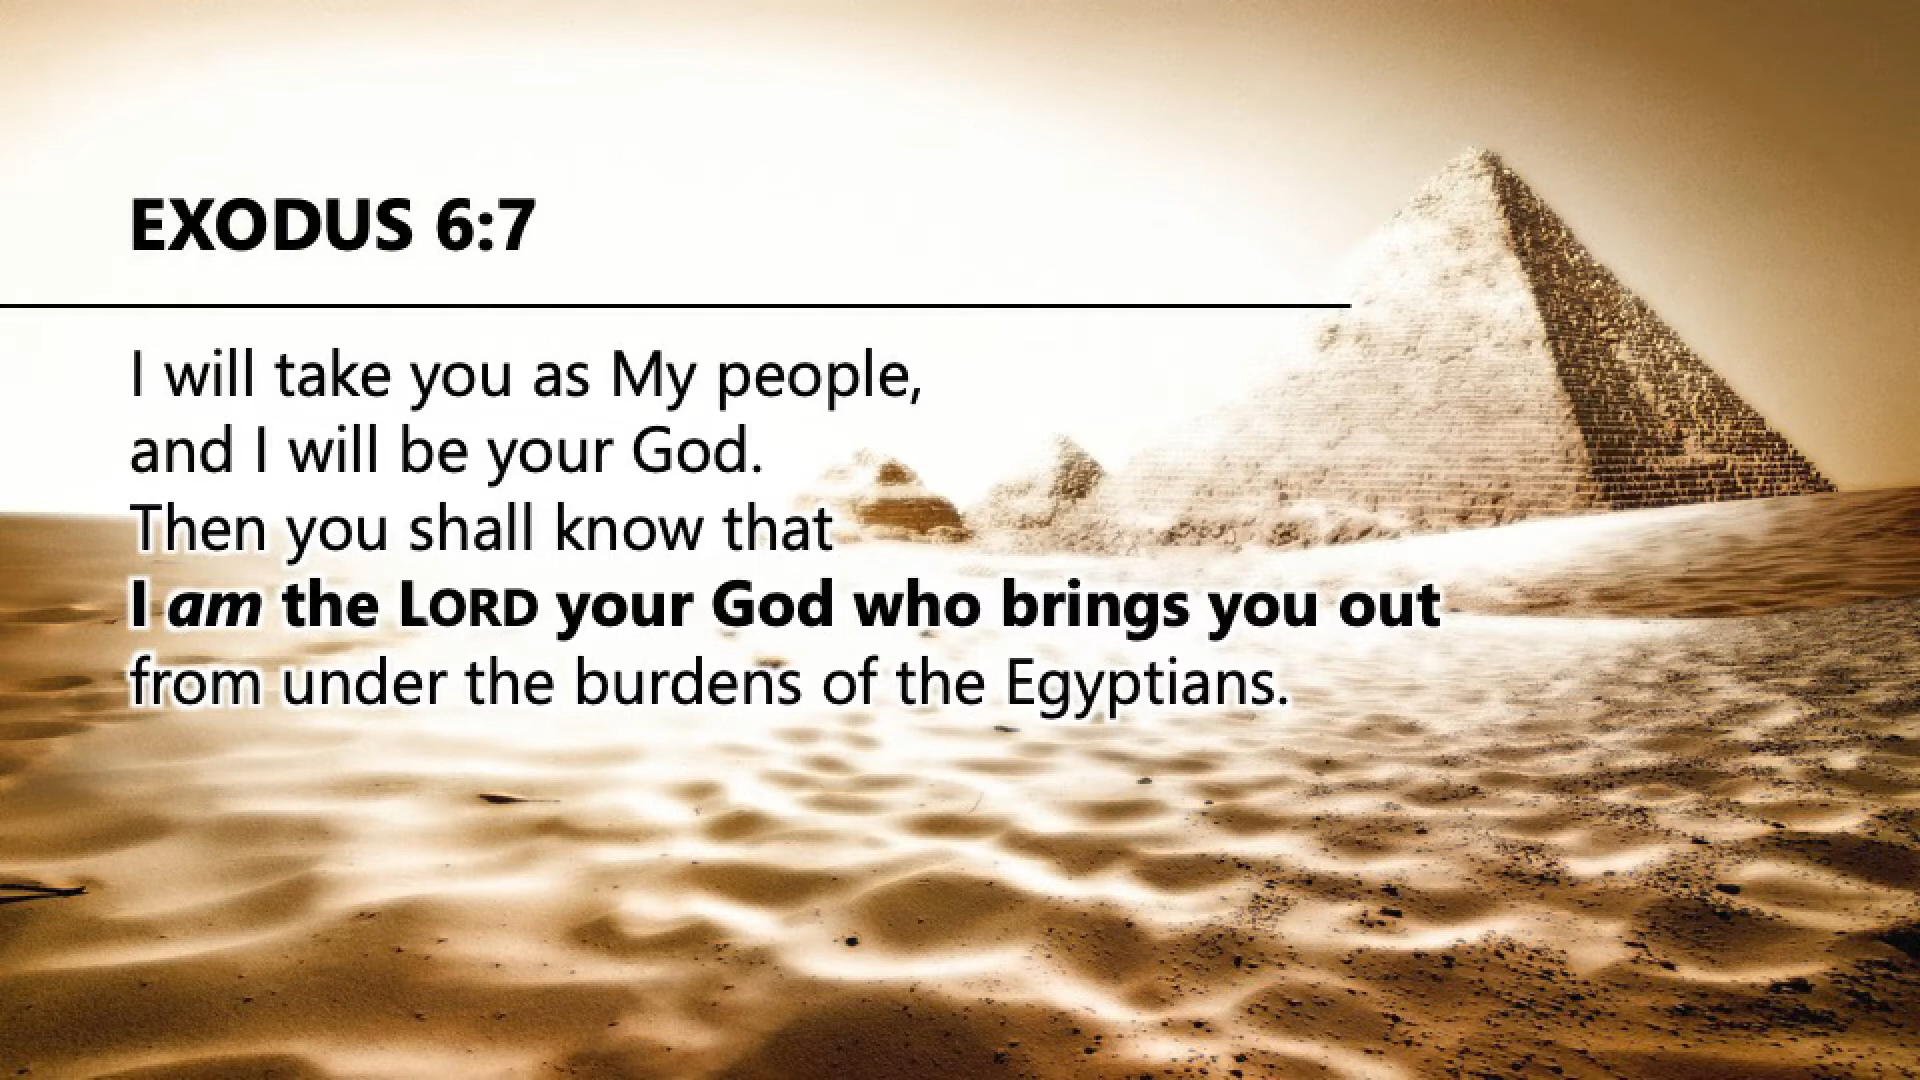 EXODUS 6:7
I will take you as My people,
and I will be your God.
Then you shall know that
I am the LORD your God who brings you out
from under the burdens of the Egyptians.